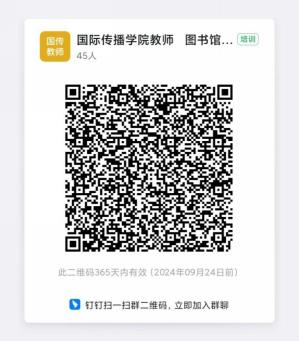 国传
教师
国际传播学院教师 图书馆...
培训
45人
此二维码365天内有效 (2024年09月24日前)
钉钉扫一扫群二维码，立即加入群聊